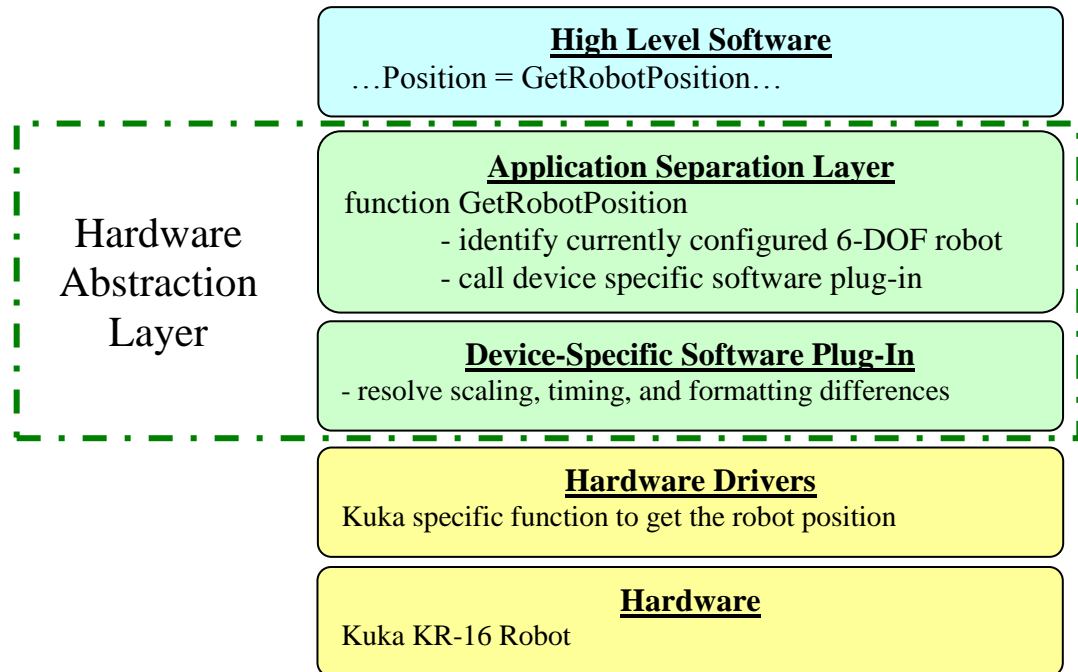 High Level Software
…Position = GetRobotPosition…
Hardware
Abstraction
Layer
Application Separation Layer
function GetRobotPosition
- identify currently configured 6-DOF robot
- call device specific software plug-in
Device-Specific Software Plug-In
- resolve scaling, timing, and formatting differences
Hardware Drivers
Kuka specific function to get the robot position
Hardware
Kuka KR-16 Robot